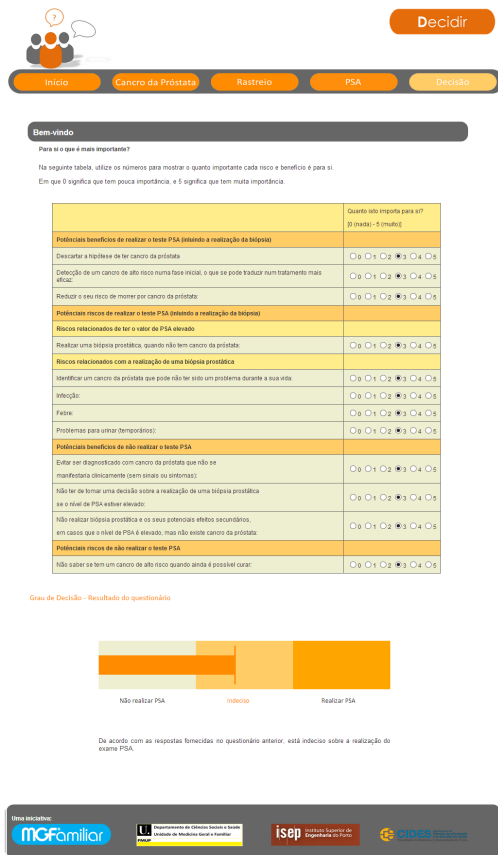 ?
Decidir
Início Cancro da Próstata Rastreio PSA Decisão
Bem-vindo
Para si o que é mais importante?
Na seguinte tabela, utilize os números para mostrar o quanto importante cada risco e benefício é para si.
Em que 0 significa que tem pouca importância, e 5 significa que tem muita importância.
Quanto isto importa para si?
[0 (nada) - 5 (muito)]
Potênciais benefícios de realizar o teste PSA (inluindo a realização da biópsia)
Descartar a hipótese de ter cancro da próstata 0 1 2 3 4 5
Detecção de um cancro de alto risco numa fase inicial, o que se pode traduzir num tratamento mais
eficaz: 0 1 2 3 4 5
Reduzir o seu risco de morrer por cancro da próstata: 0 1 2 3 4 5
Potênciais riscos de realizar o teste PSA (inluindo a realização da biópsia)
Riscos relacionados de ter o valor de PSA elevado
Realizar uma biópsia prostática, quando não tem cancro da próstata: 0 1 2 3 4 5
Riscos relacionados com a realização de uma biópsia prostática
Identificar um cancro da próstata que pode não ter sido um problema durante a sua vida: 0 1 2 3 4 5
Infecção: 0 1 2 3 4 5
Febre: 0 1 2 3 4 5
Problemas para urinar (temporários): 0 1 2 3 4 5
Potênciais benefícios de não realizar o teste PSA
Evitar ser diagnosticado com cancro da próstata que não se
manifestaria clinicamente (sem sinais ou sintomas): 0 1 2 3 4 5
Não ter de tomar uma decisão sobre a realização de uma biópsia prostática
se o nível de PSA estiver elevado: 0 1 2 3 4 5
Não realizar biópsia prostática e os seus potenciais efeitos secundários,
em casos que o nível de PSA é elevado, mas não existe cancro da próstata: 0 1 2 3 4 5
Potênciais riscos de não realizar o teste PSA
Não saber se tem um cancro de alto risco quando ainda é possivel curar: 0 1 2 3 4 5
Grau de Decisão - Resultado do questionário
Não realizar PSA Indeciso Realizar PSA
De acordo com as respostas fornecidas no questionário anterior, está indeciso sobre a realização do
exame PSA.
Uma iniciativa:
MGFamiliar
U.
FMUP
Departamento de Ciências Sociais e Saúde
Unidade de Medicina Geral e Familiar
isep Instituto Superior de
Engenharia do Porto
CIDES